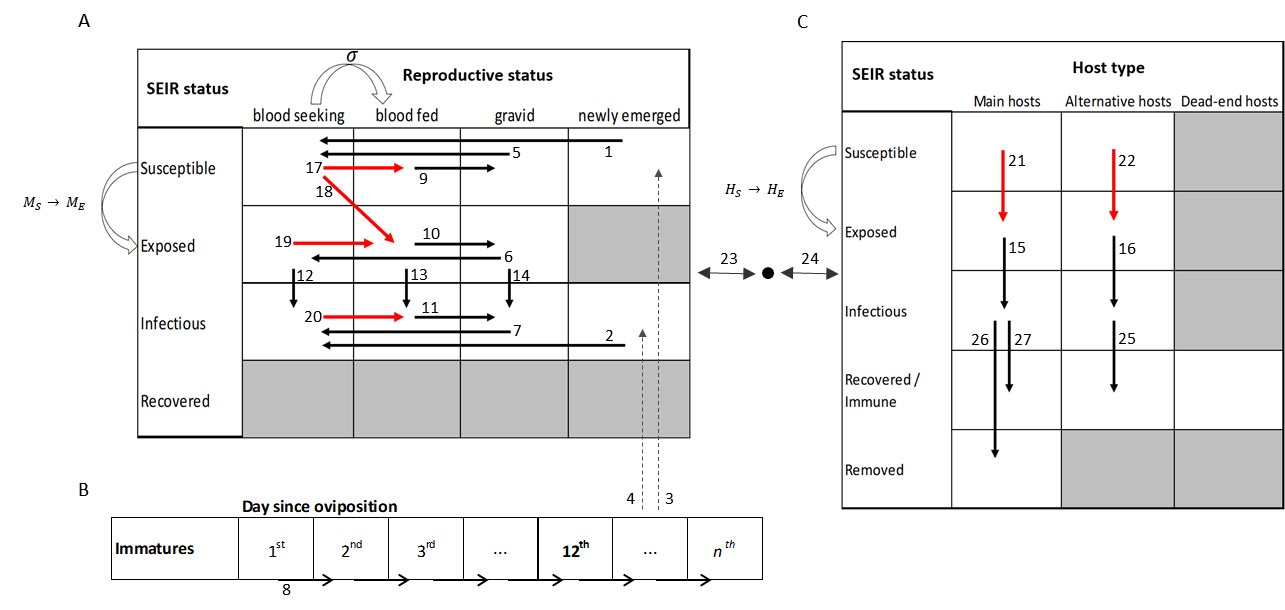 A
C
σ
SEIR status
Reproductive status
blood seeking
blood fed
gravid
newly emerged
Susceptible
Exposed
Infectious
Recovered
M_S → M_E
1
5
17
9
18
19
10
6
12
13
14
20
11
7
2
4
3
23
24
H_S → H_E
SEIR status
Host type
Main hosts
Alternative hosts
Dead-end hosts
Susceptible
Exposed
Infectious
Recovered /
Immune
Removed
21
22
15
16
26
27
25
B
Day since oviposition
Immatures
1st
2nd
3rd
...
12th
...
n th
8